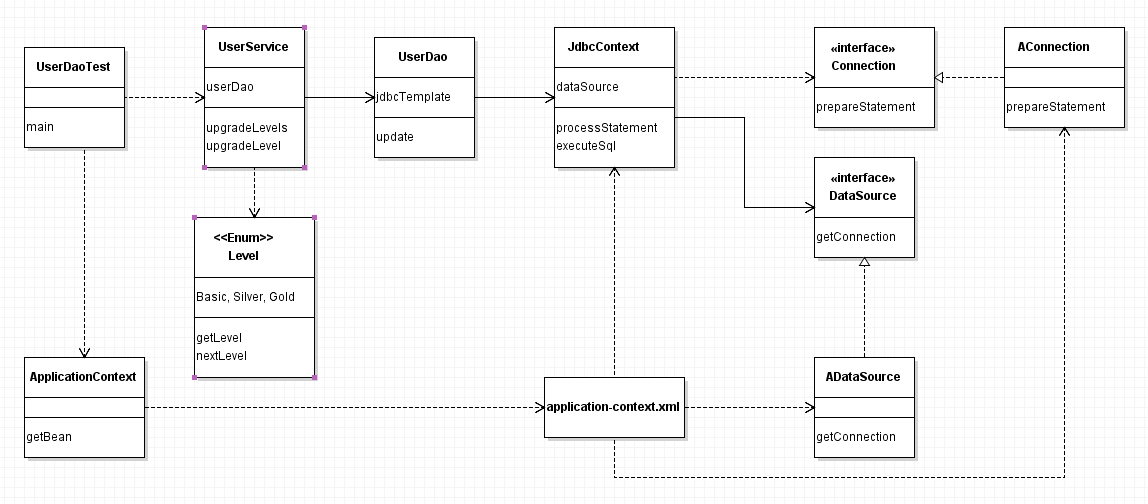 UserDaoTest
main
UserService
userDao
upgradeLevels
upgradeLevel
UserDao
jdbcTemplate
update
JdbcContext
dataSource
processStatement
executeSql
«interface»
Connection
prepareStatement
AConnection
prepareStatement
«interface»
DataSource
getConnection
<<Enum>>
Level
Basic, Silver, Gold
getLevel
nextLevel
ApplicationContext
getBean
application-context.xml
ADataSource
getConnection